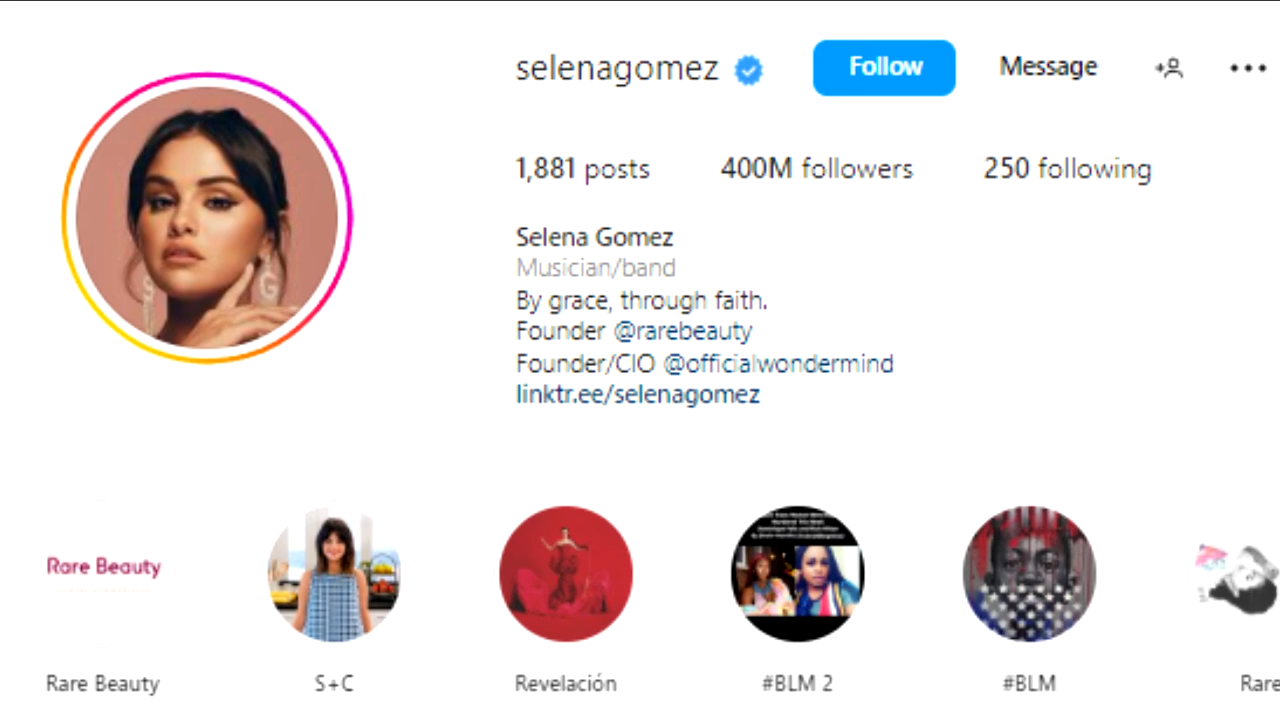 selenagomez Follow Message
1,881 posts 400M followers 250 following
Selena Gomez
Musician/band
By grace, through faith.
Founder @rarebeauty
Founder/CIO @officialwondermind
linktr.ee/selenagomez
Rare Beauty
Rare Beauty S+C Revelación #BLM 2 #BLM Rare